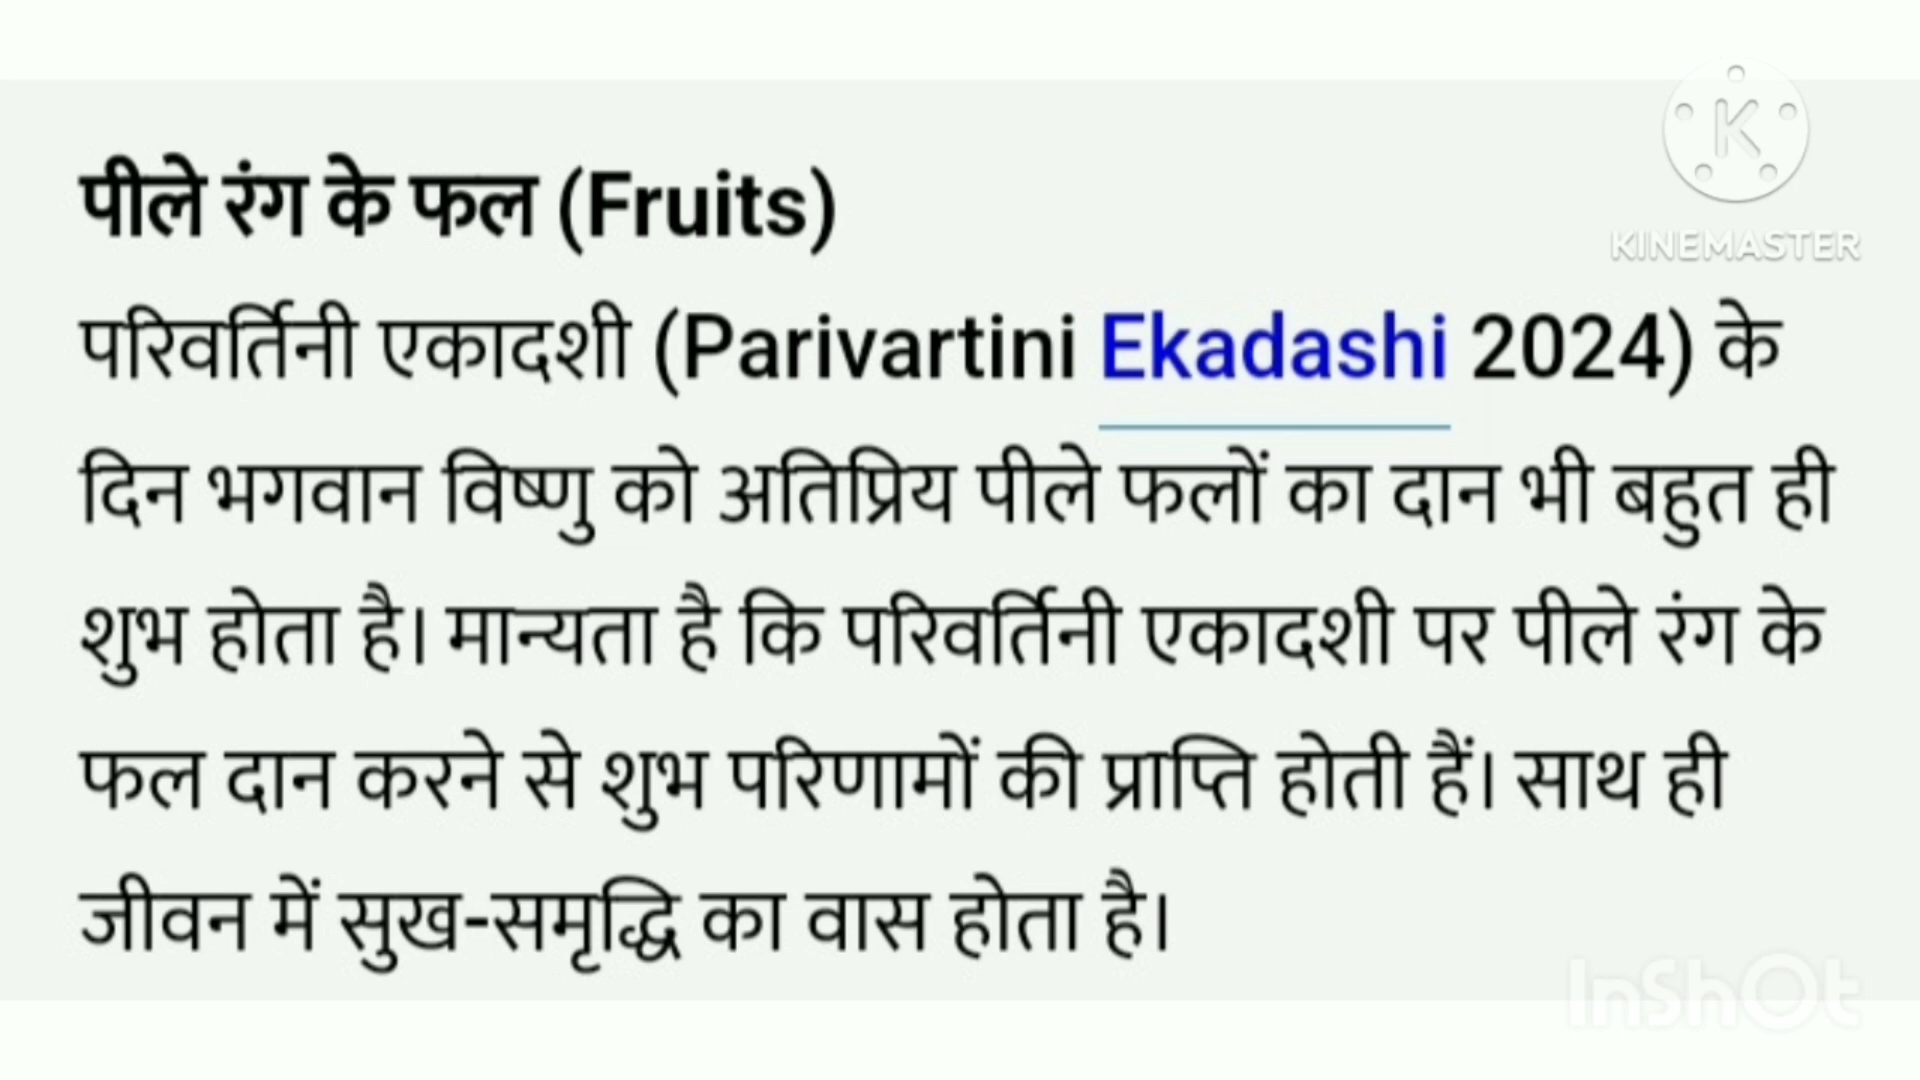 पीले रंग के फल (Fruits)
परिवर्तिनी एकादशी (Parivartini Ekadashi 2024) के
दिन भगवान विष्णु को अतिप्रिय पीले फलों का दान भी बहुत ही
शुभ होता है। मान्यता है कि परिवर्तिनी एकादशी पर पीले रंग के
फल दान करने से शुभ परिणामों की प्राप्ति होती हैं। साथ ही
जीवन में सुख-समृद्धि का वास होता है।
K
KINEMASTER
InShOt